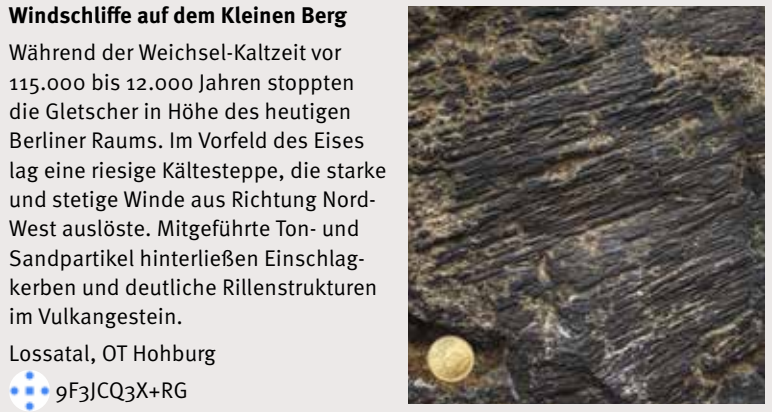 Windschliffe auf dem Kleinen Berg
Während der Weichsel-Kaltzeit vor
115.000 bis 12.000 Jahren stoppten
die Gletscher in Höhe des heutigen
Berliner Raums. Im Vorfeld des Eises
lag eine riesige Kältesteppe, die starke
und stetige Winde aus Richtung Nord-
West auslöste. Mitgeführte Ton- und
Sandpartikel hinterließen Einschlag-
kerben und deutliche Rillenstrukturen
im Vulkangestein.
Lossatal, OT Hohburg
9F3JCQ3X+RG